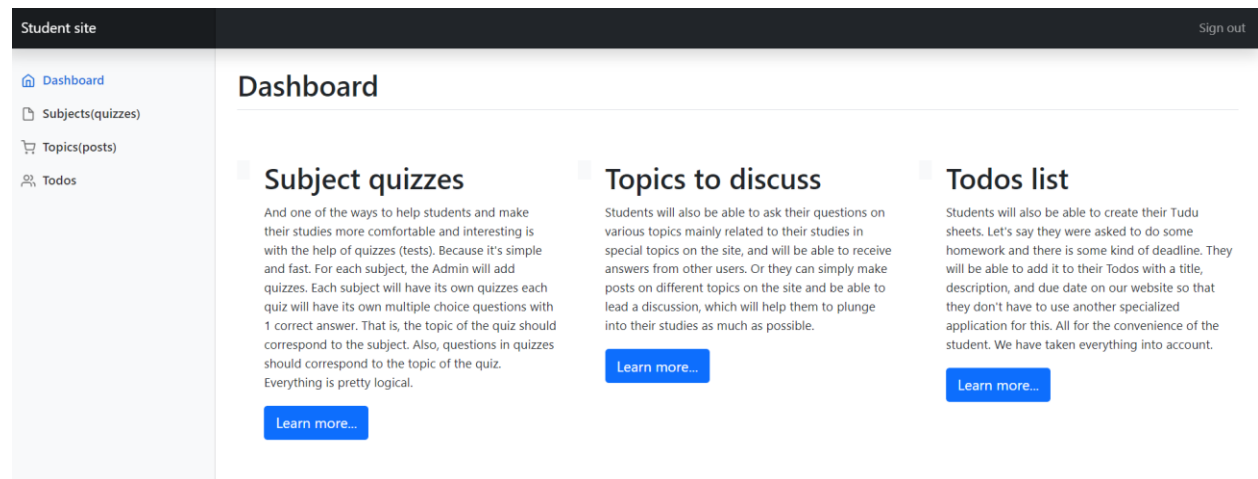 Student site
Sign out
Dashboard
Subjects(quizzes)
Topics(posts)
Todos
Dashboard
Subject quizzes
And one of the ways to help students and make
their studies more comfortable and interesting is
with the help of quizzes (tests). Because it's simple
and fast. For each subject, the Admin will add
quizzes. Each subject will have its own quizzes each
quiz will have its own multiple choice questions with
1 correct answer. That is, the topic of the quiz should
correspond to the subject. Also, questions in quizzes
should correspond to the topic of the quiz.
Everything is pretty logical.
Learn more...
Topics to discuss
Students will also be able to ask their questions on
various topics mainly related to their studies in
special topics on the site, and will be able to receive
answers from other users. Or they can simply make
posts on different topics on the site and be able to
lead a discussion, which will help them to plunge
into their studies as much as possible.
Learn more...
Todos list
Students will also be able to create their Tudu
sheets. Let's say they were asked to do some
homework and there is some kind of deadline. They
will be able to add it to their Todos with a title,
description, and due date on our website so that
they don't have to use another specialized
application for this. All for the convenience of the
student. We have taken everything into account.
Learn more...